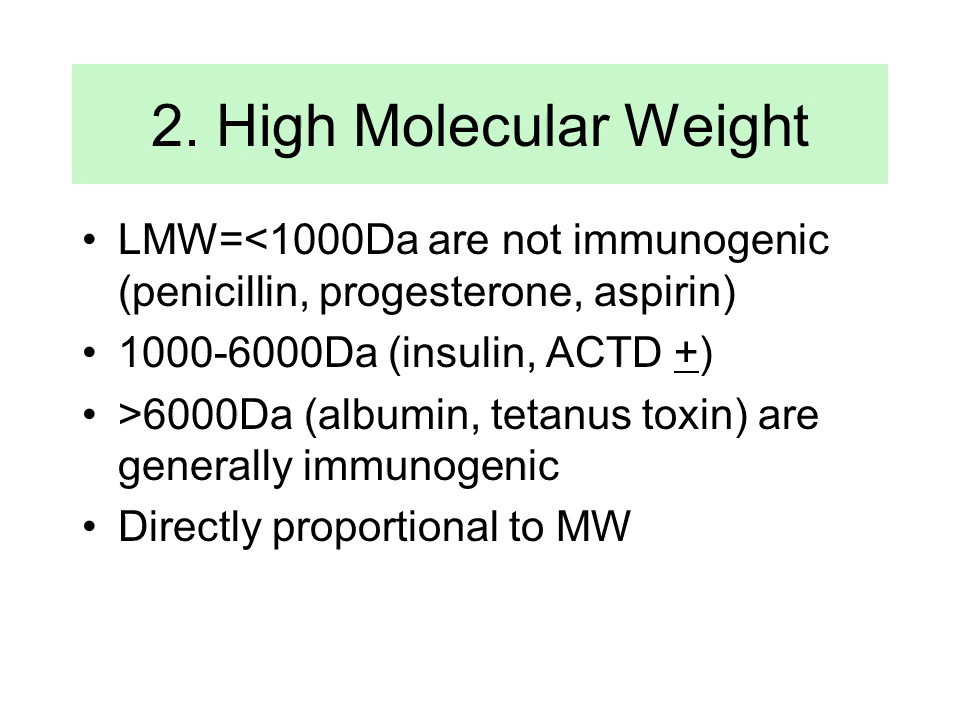 2. High Molecular Weight
• LMW=<1000Da are not immunogenic
(penicillin, progesterone, aspirin)
• 1000-6000Da (insulin, ACTD +)
• >6000Da (albumin, tetanus toxin) are
generally immunogenic
• Directly proportional to MW